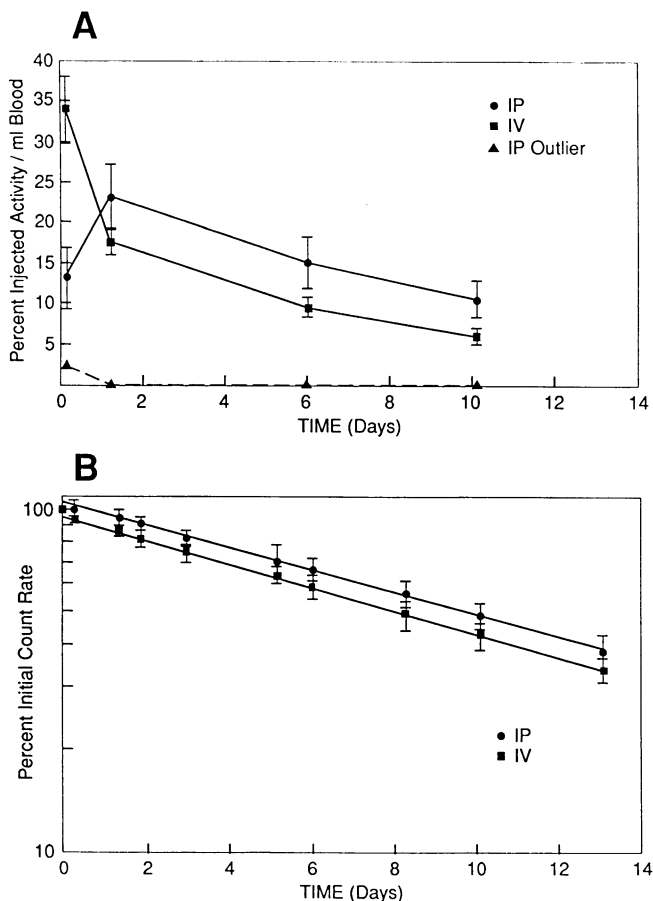 A
Percent Injected Activity / ml Blood
40
35
30
25
20
15
10
5
IP
IV
IP Outlier
0 2 4 6 8 10 12 14
TIME (Days)
B
Percent Initial Count Rate
100
10
IP
IV
0 2 4 6 8 10 12 14
TIME (Days)